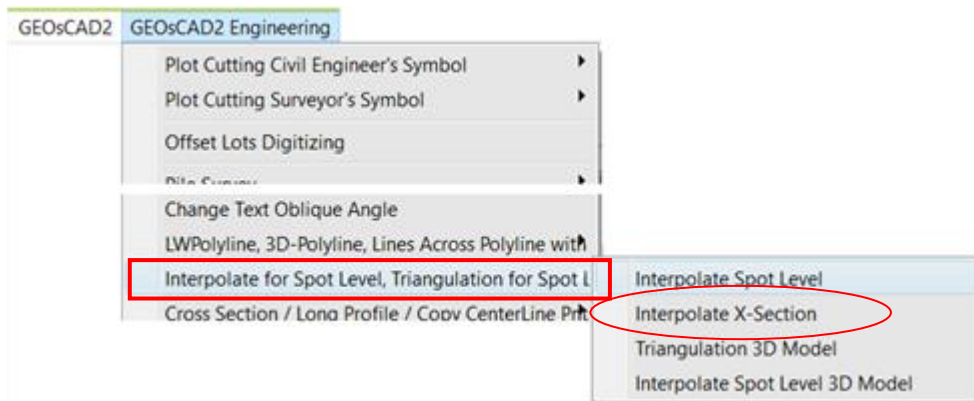 GEOsCAD2 GEOsCAD2 Engineering
Plot Cutting Civil Engineer's Symbol
Plot Cutting Surveyor's Symbol
Offset Lots Digitizing
Pile Survey
Change Text Oblique Angle
LWPolyline, 3D-Polyline, Lines Across Polyline with
Interpolate for Spot Level, Triangulation for Spot L
Interpolate Spot Level
Cross Section / Long Profile / Copy CenterLine
Interpolate X-Section
Triangulation 3D Model
Interpolate Spot Level 3D Model